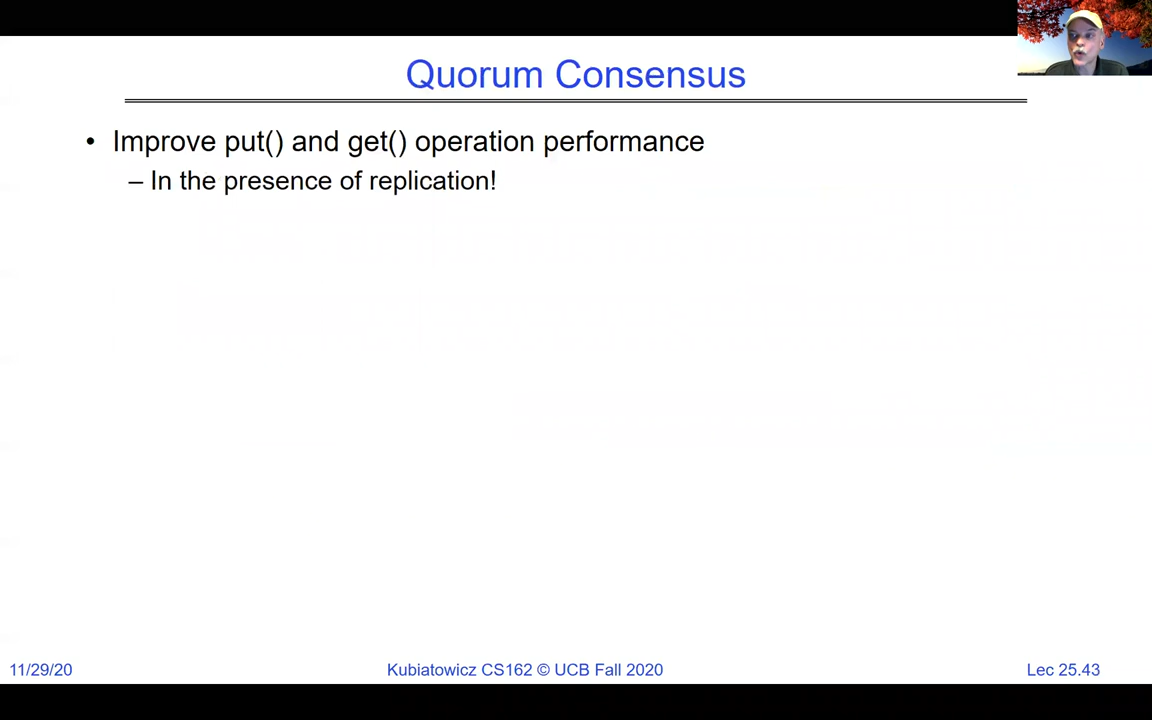 Quorum Consensus
• Improve put() and get() operation performance
– In the presence of replication!
11/29/20
Kubiatowicz CS162 © UCB Fall 2020
Lec 25.43